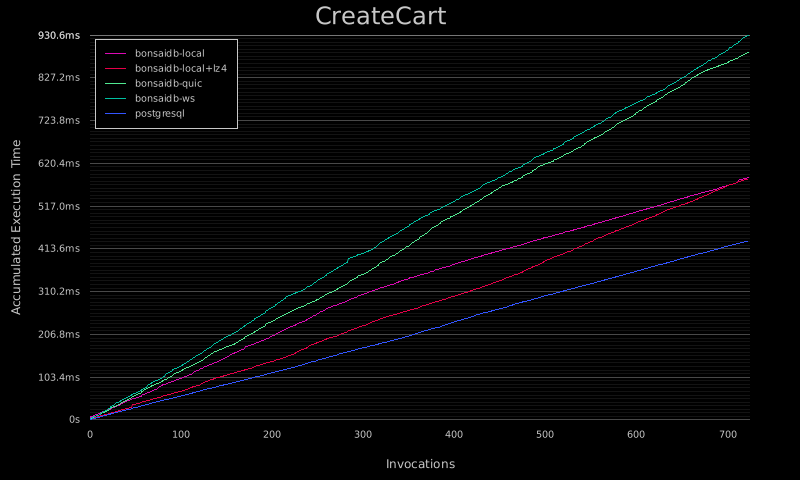 CreateCart
930.6ms
827.2ms
723.8ms
620.4ms
517.0ms
413.6ms
310.2ms
206.8ms
103.4ms
0s
Accumulated Execution Time
bonsaidb-local
bonsaidb-local+lz4
bonsaidb-quic
bonsaidb-ws
postgresql
0 100 200 300 400 500 600 700
Invocations